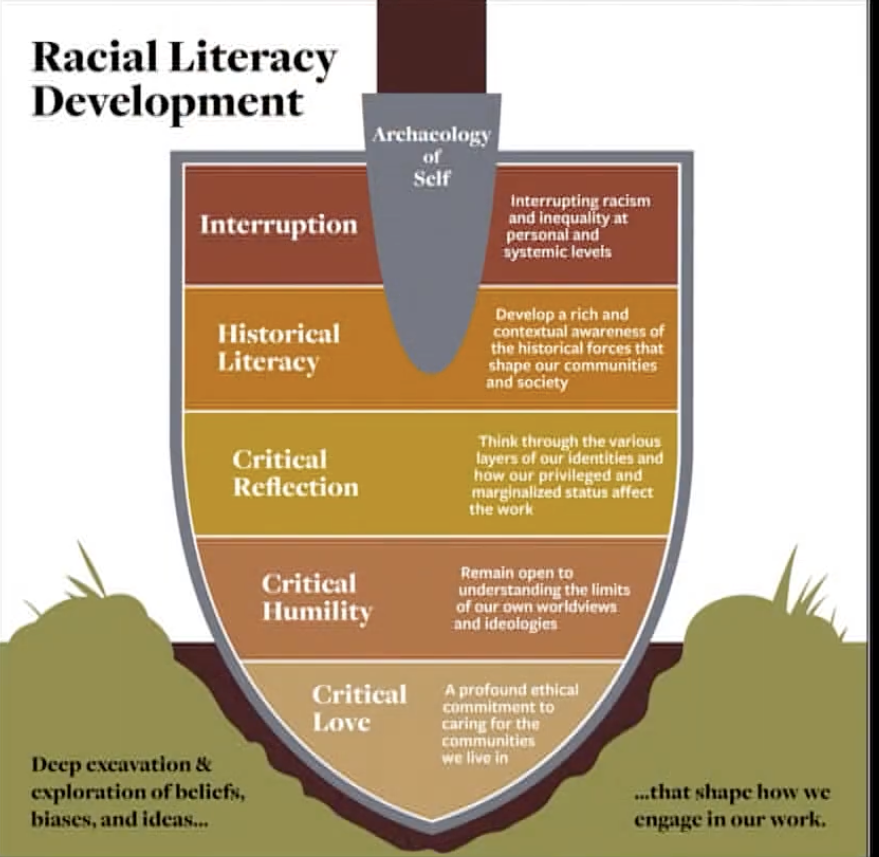 Racial Literacy
Development
Archaeology
of
Self
Interruption
Interrupting racism
and inequality at
personal and
systemic levels
Historical
Literacy
Develop a rich and
contextual awareness of
the historical forces that
shape our communities
and society
Critical
Reflection
Think through the various
layers of our identities and
how our privileged and
marginalized status affect
the work
Critical
Humility
Remain open to
understanding the limits
of our own worldviews
and ideologies
Critical
Love
A profound ethical
commitment to
caring for the
communities
we live in
Deep excavation &
exploration of beliefs,
biases, and ideas...
...that shape how we
engage in our work.